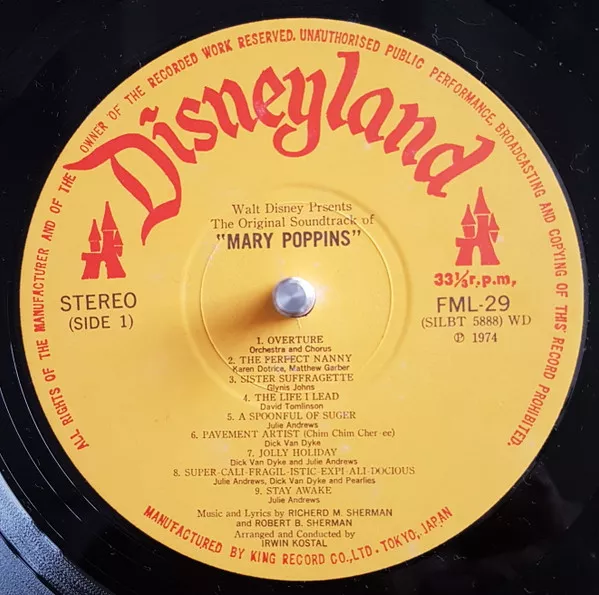 ALL RIGHTS OF THE MANUFACTURER AND OF THE OWNER OF THE RECORDED WORK RESERVED. UNAUTHORISED PUBLIC PERFORMANCE, BROADCASTING AND COPYING OF THIS RECORD PROHIBITED.
Disneyland
Walt Disney Prsents
The Original Soundtrack of
"MARY POPPINS"
STEREO
(SIDE 1)
33⅓r.p.m,
FML-29
(SILBT 5888) WD
℗ 1974
1. OVERTURE
Orchestra and Chorus
2. THE PERFECT NANNY
Karen Dotrice, Matthew Garber
3. SISTER SUFFRAGETTE
Glynis Johns
4. THE LIFE I LEAD
David Tomlinson
5. A SPOONFUL OF SUGER
Julie Andrews
6. PAVEMENT ARTIST (Chim Chim Cher-ee)
Dick Van Dyke
7. JOLLY HOLIDAY
Dick Van Dyke and Julie Andrews
8. SUPER-CALI-FRAGIL-ISTIC-EXPI-ALI-DOCIOUS
Julie Andrews, Dick Van Dyke and Pearlies
9. STAY AWAKE
Julie Andrews
Music and Lyrics by RICHERD M. SHERMAN
and ROBERT B. SHERMAN
Arranged and Conducted by
IRWIN KOSTAL
MANUFACTURED BY KING RECORD CO., LTD. TOKYO, JAPAN